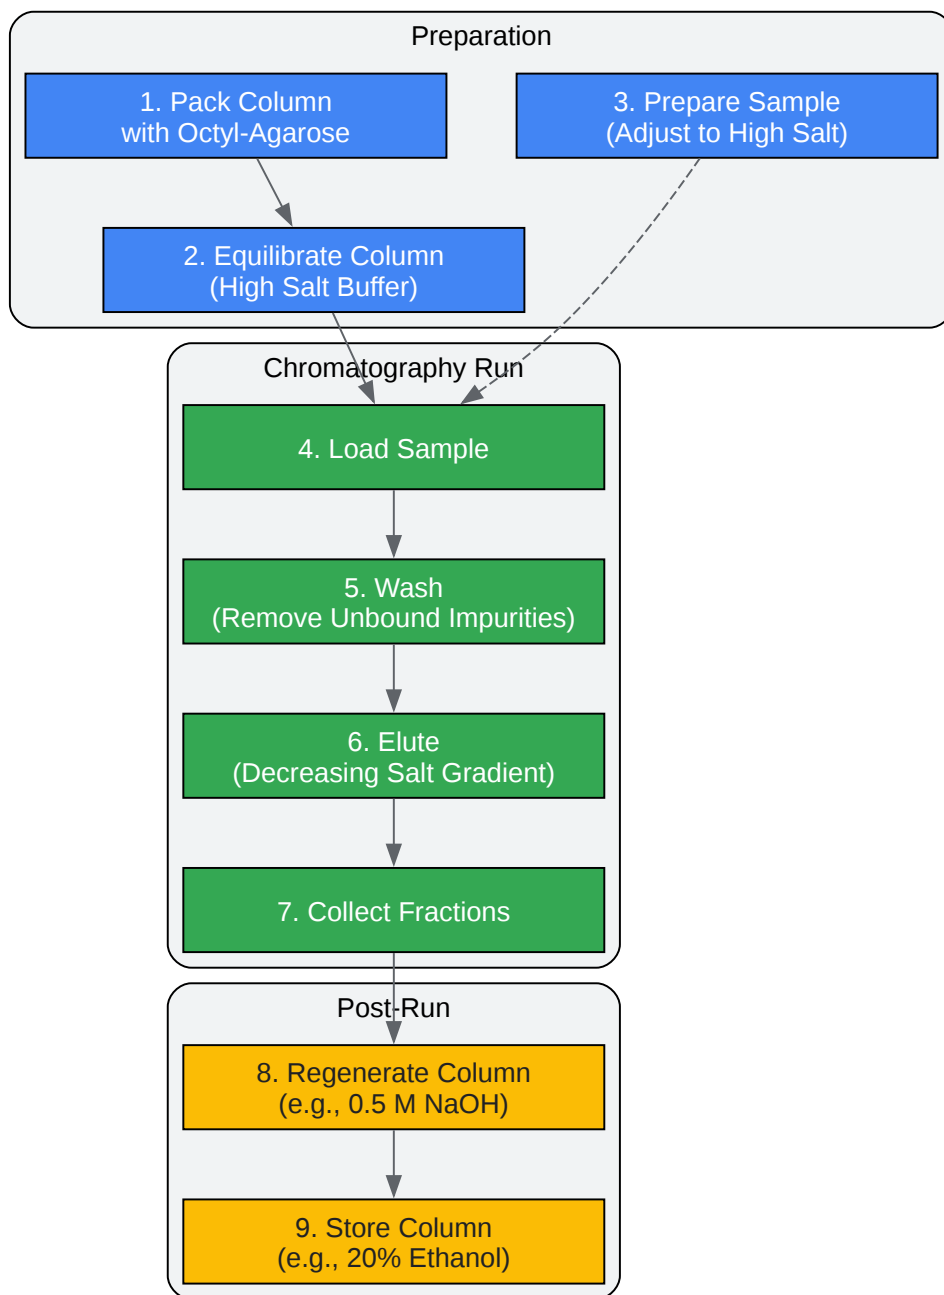 Preparation
1. Pack Column
with Octyl-Agarose
3. Prepare Sample
(Adjust to High Salt)
2. Equilibrate Column
(High Salt Buffer)
Chromatography Run
4. Load Sample
5. Wash
(Remove Unbound Impurities)
6. Elute
(Decreasing Salt Gradient)
7. Collect Fractions
Post-Run
8. Regenerate Column
(e.g., 0.5 M NaOH)
9. Store Column
(e.g., 20% Ethanol)